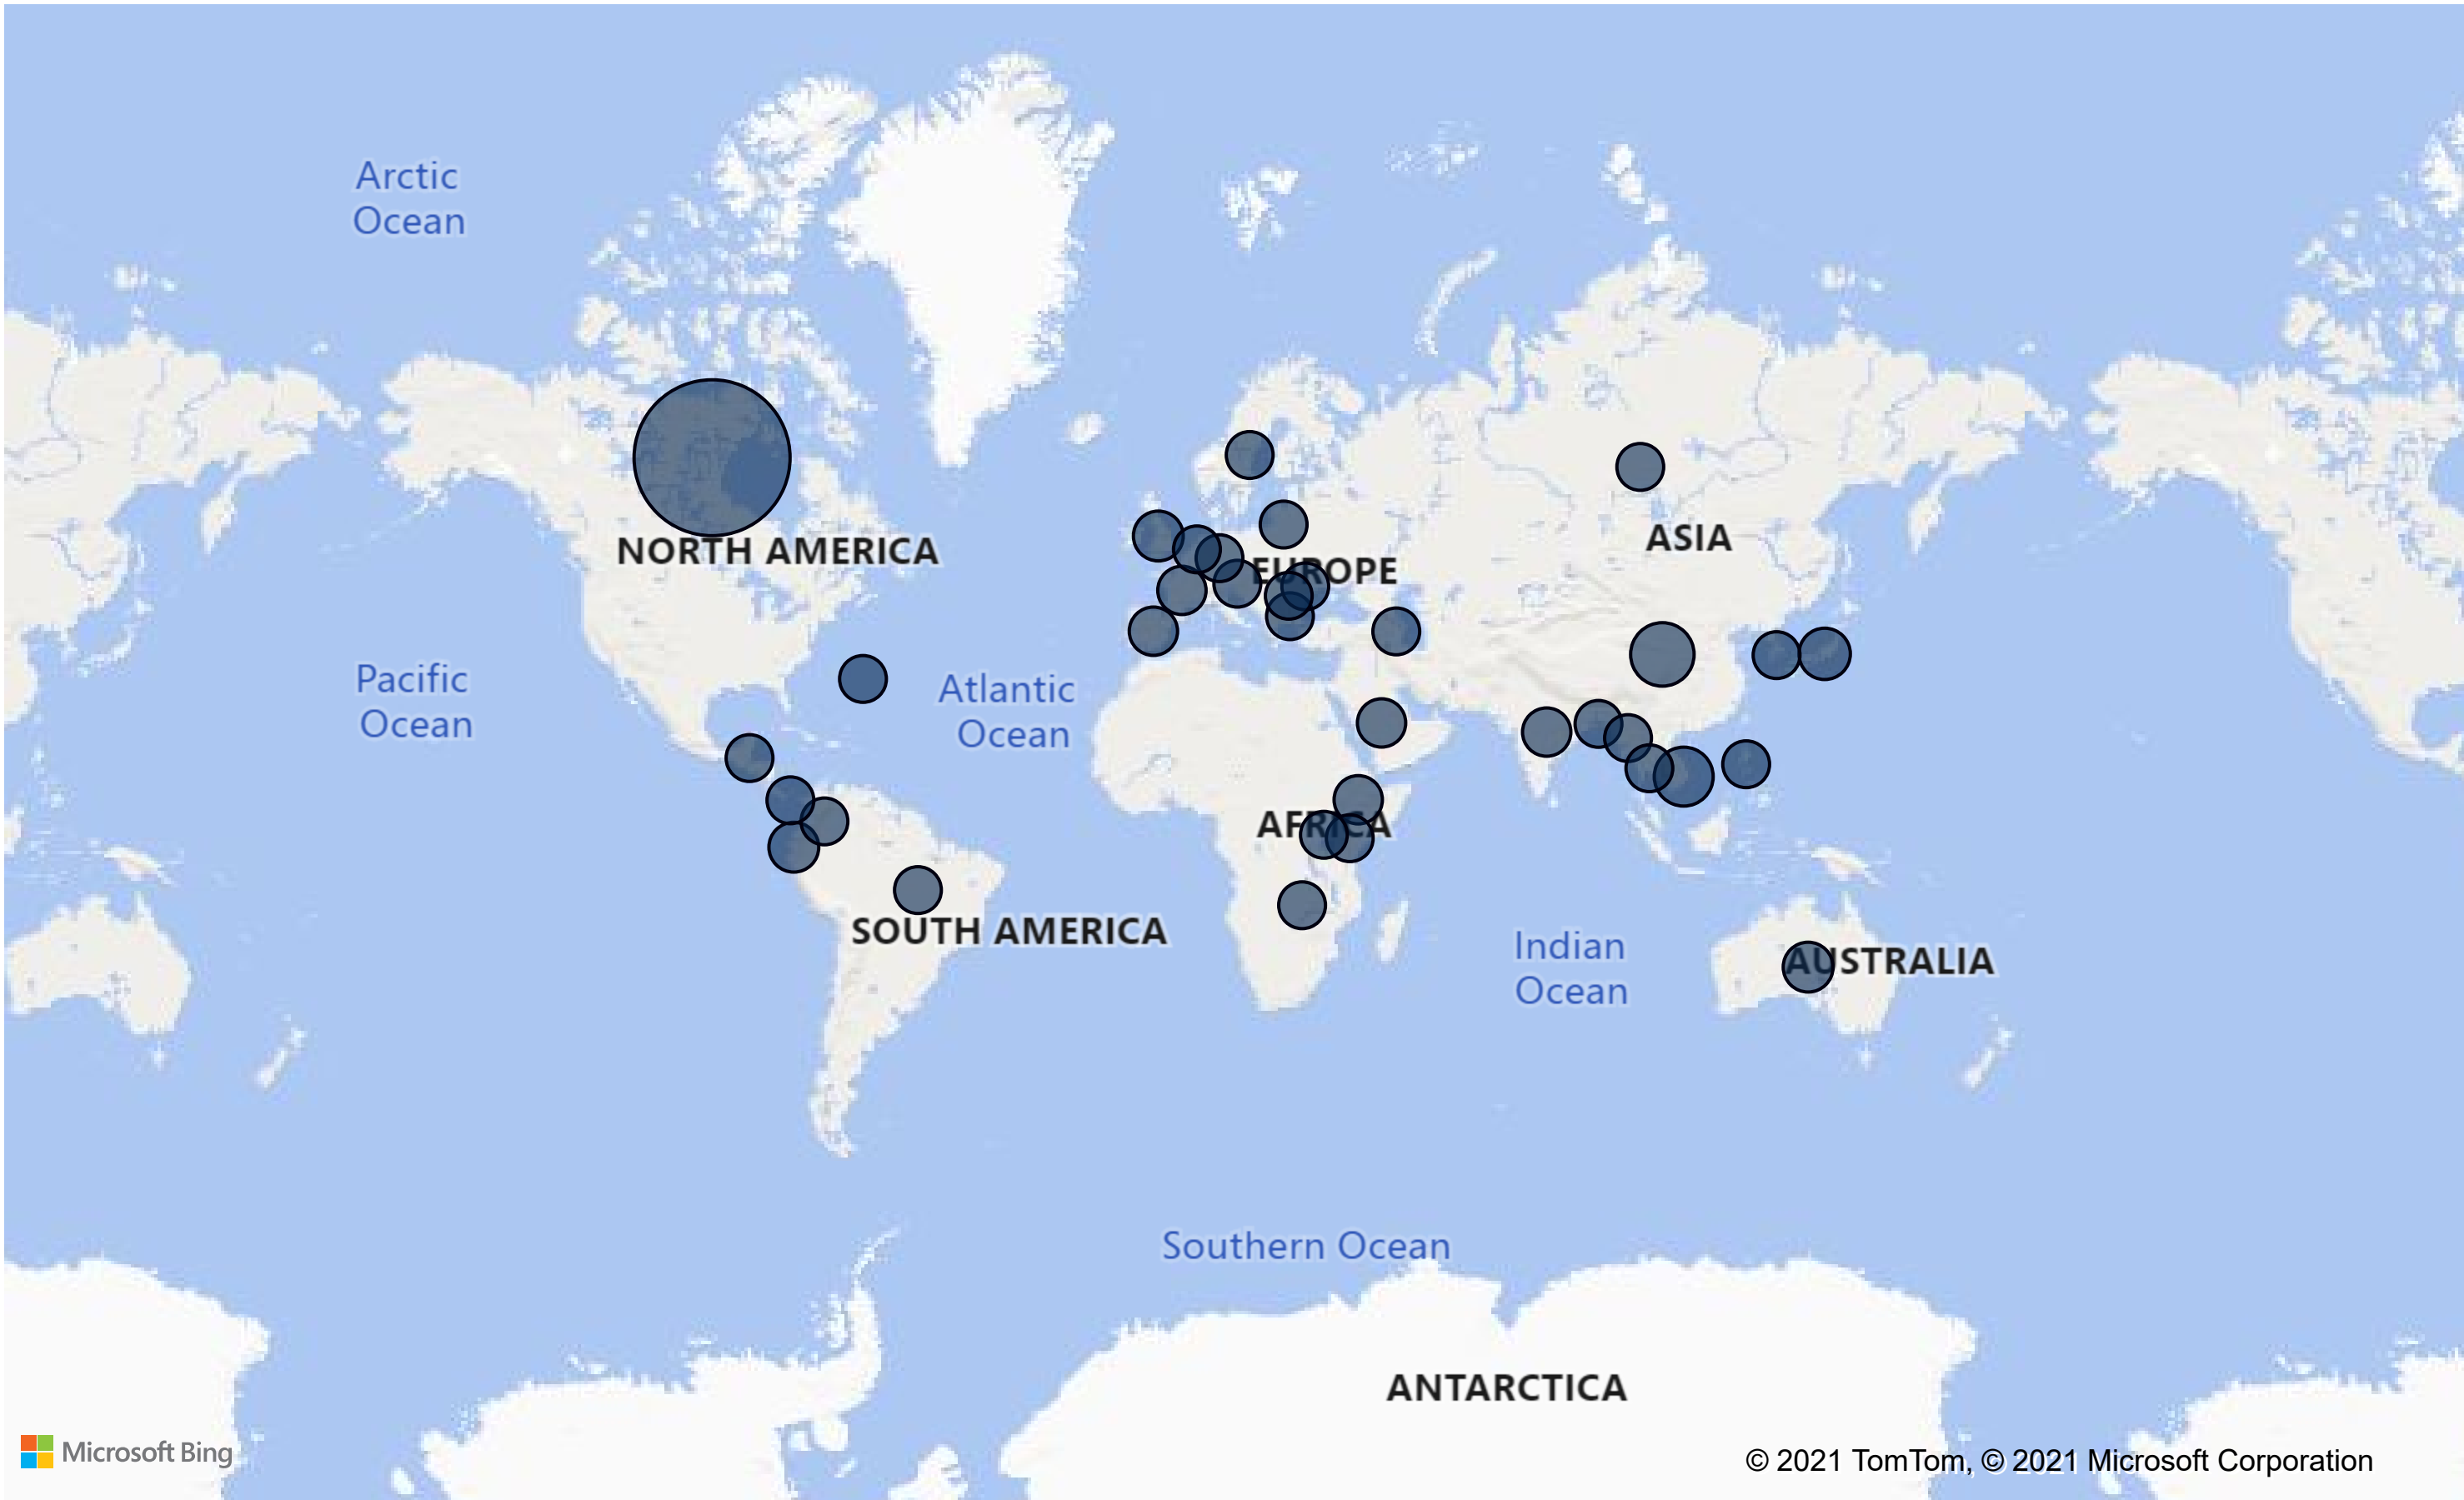 Arctic
Ocean
NORTH AMERICA
ASIA
EUROPE
Pacific
Ocean
Atlantic
Ocean
AFRICA
SOUTH AMERICA
Indian
Ocean
AUSTRALIA
Southern Ocean
ANTARCTICA
Microsoft Bing
© 2021 TomTom, © 2021 Microsoft Corporation